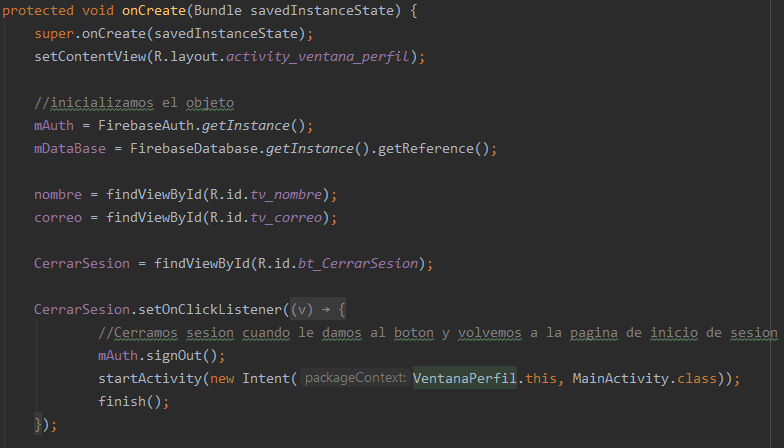 protected void onCreate(Bundle savedInstanceState) {
super.onCreate(savedInstanceState);
setContentView(R.layout.activity_ventana_perfil);
//inicializamos el objeto
mAuth = FirebaseAuth.getInstance();
mDataBase = FirebaseDatabase.getInstance().getReference();
nombre = findViewById(R.id.tv_nombre);
correo = findViewById(R.id.tv_correo);
CerrarSesion = findViewById(R.id.bt_CerrarSesion);
CerrarSesion.setOnClickListener((v) → {
//Cerramos sesion cuando le damos al boton y volvemos a la pagina de inicio de sesion
mAuth.signOut();
startActivity(new Intent( packageContext: VentanaPerfil.this, MainActivity.class));
finish();
});